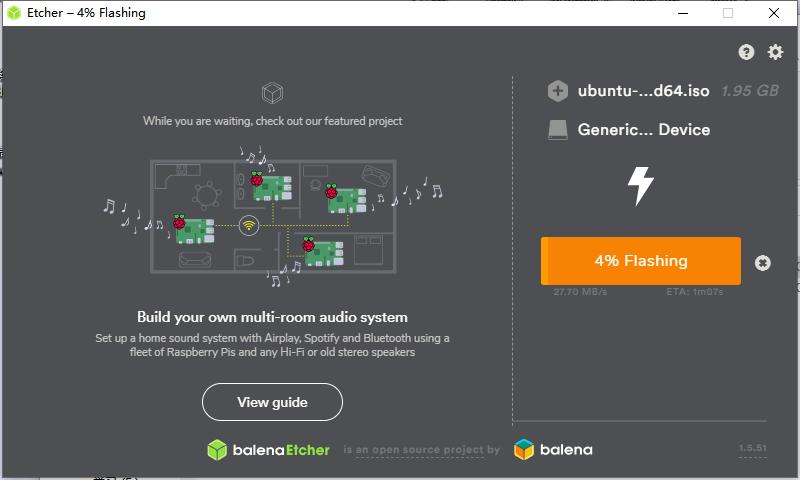 Etcher – 4% Flashing
While you are waiting, check out our featured project
Build your own multi-room audio system
Set up a home sound system with Airplay, Spotify and Bluetooth using a
fleet of Raspberry Pis and any Hi-Fi or old stereo speakers
View guide
ubuntu-...d64.iso 1.95 GB
Generic... Device
4% Flashing
27.70 MB/s ETA: 1m07s
balenaEtcher is an open source project by balena
1.5.51